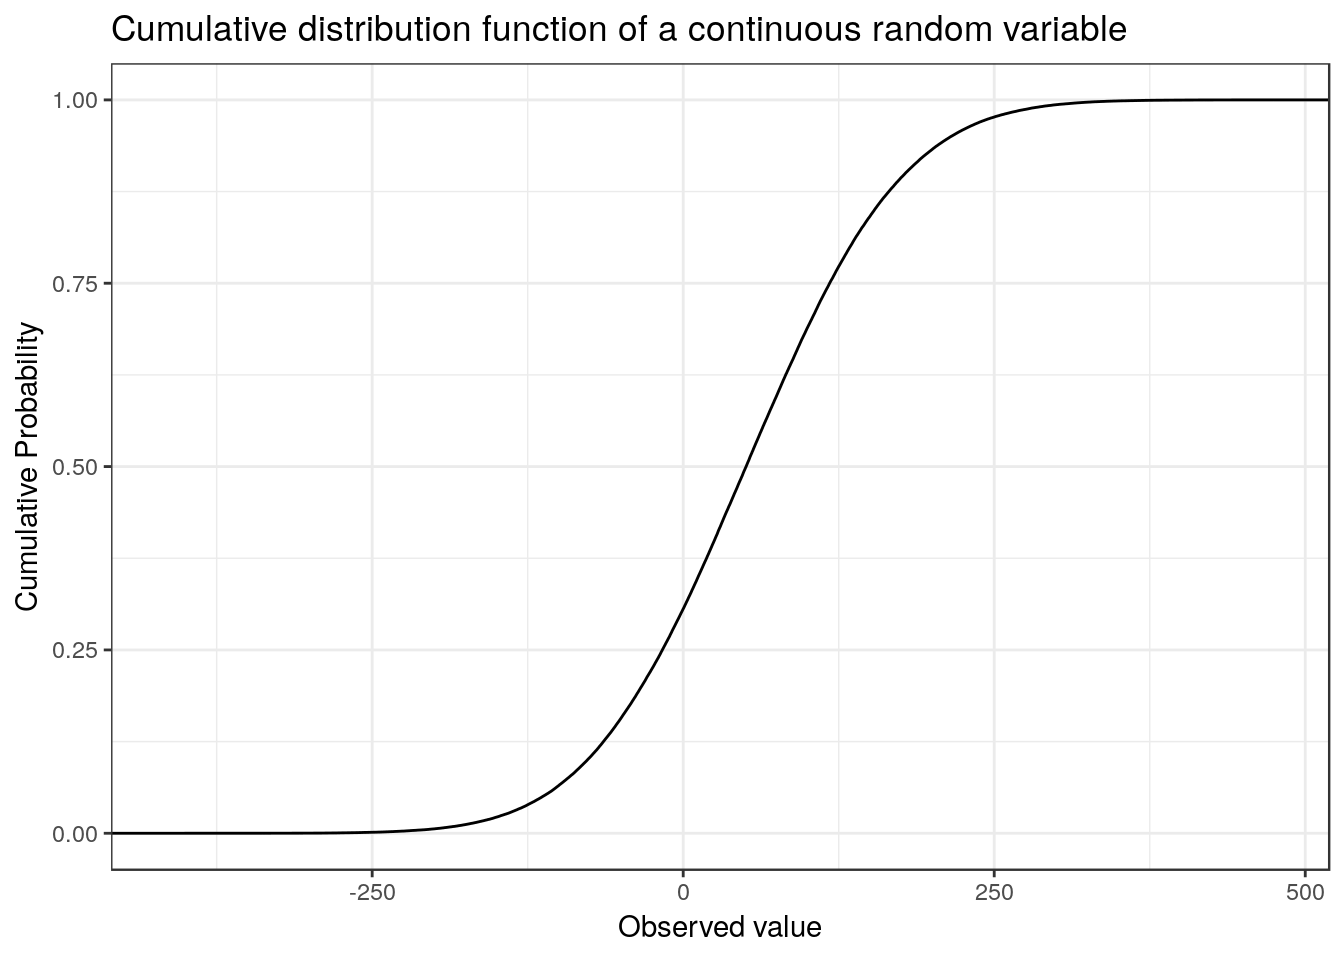 Cumulative distribution function of a continuous random variable
1.00
0.75
0.50
0.25
0.00
Cumulative Probability
-250 0 250 500
Observed value